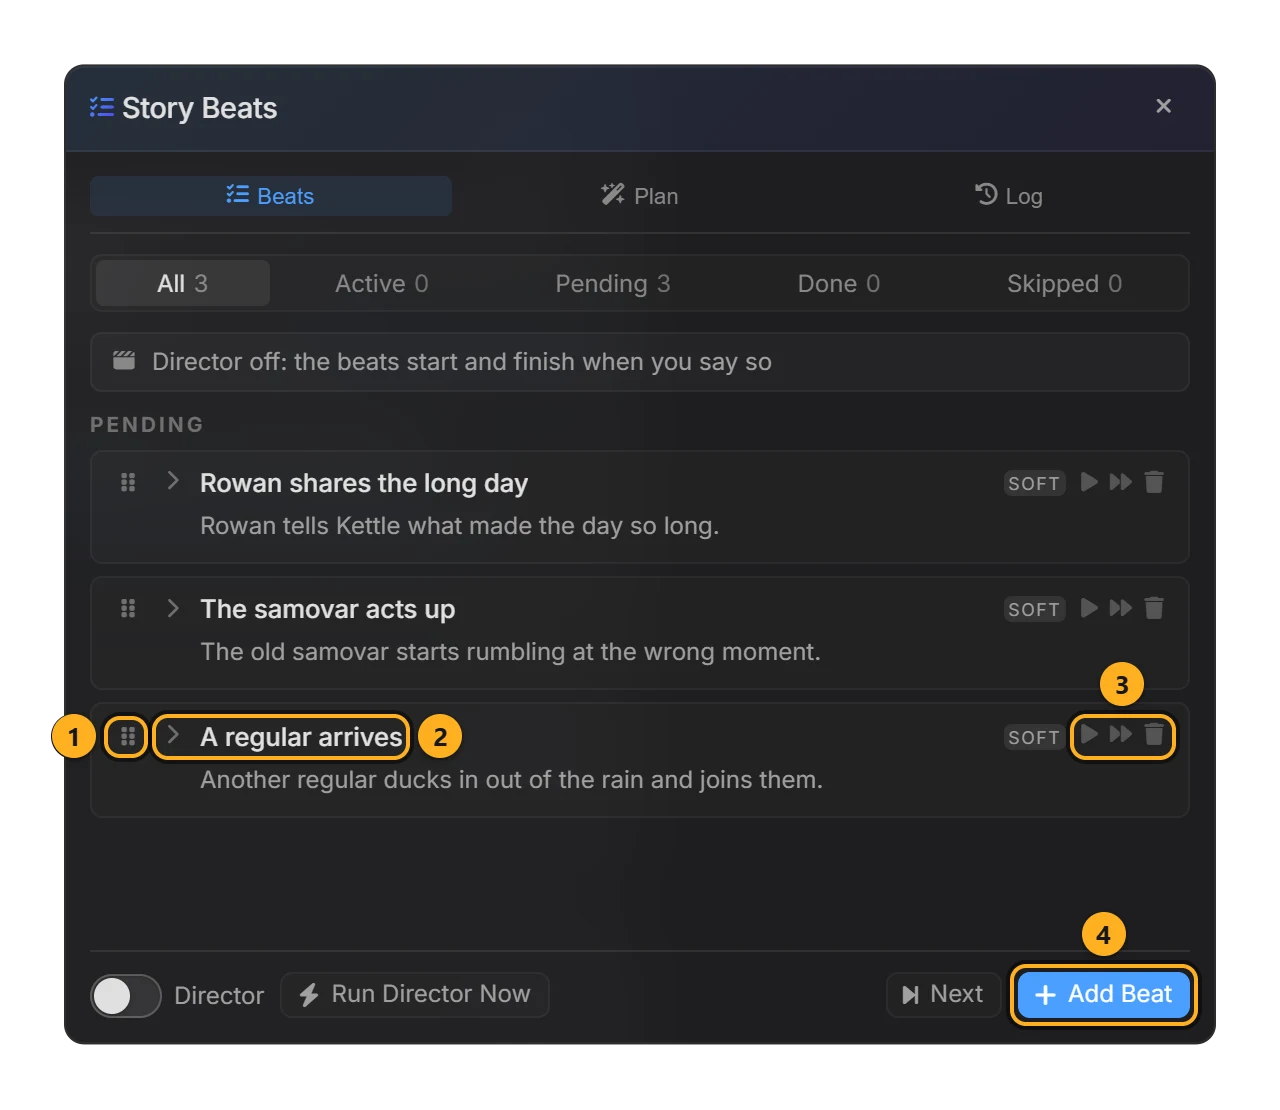 Story Beats
Beats
Plan
Log
All 3
Active 0
Pending 3
Done 0
Skipped 0
Director off: the beats start and finish when you say so
PENDING
Rowan shares the long day
SOFT
Rowan tells Kettle what made the day so long.
The samovar acts up
SOFT
The old samovar starts rumbling at the wrong moment.
3
1
A regular arrives
2
SOFT
Another regular ducks in out of the rain and joins them.
4
Director
Run Director Now
Next
Add Beat